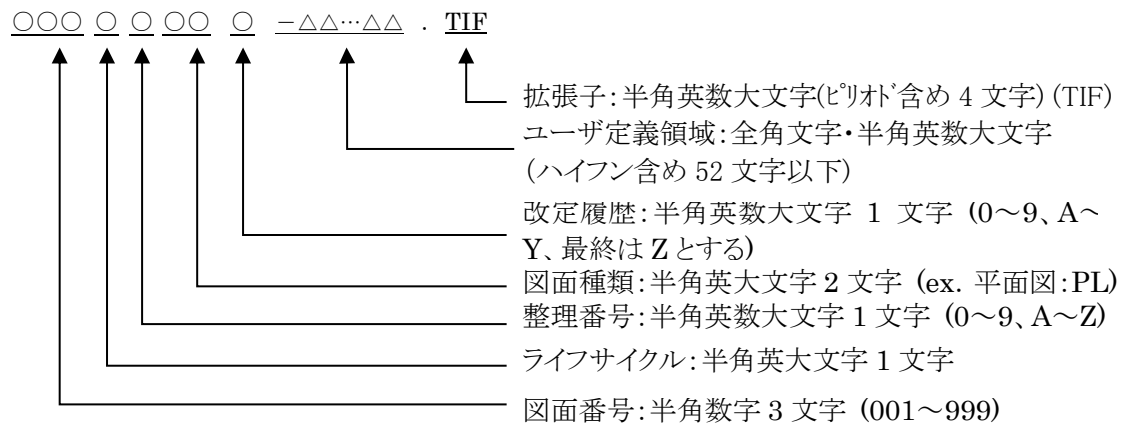 ○○○ ○ ○ ○○ ○ －△△…△△ . TIF
拡張子：半角英数大文字(ﾋﾟﾘｵﾄﾞ含め 4 文字) (TIF)
ユーザ定義領域：全角文字・半角英数大文字
（ハイフン含め 52 文字以下）
改定履歴：半角英数大文字 1 文字 (0～9、A～
Y、最終は Z とする)
図面種類：半角英大文字 2 文字 (ex. 平面図：PL)
整理番号：半角英数大文字 1 文字 (0～9、A～Z)
ライフサイクル：半角英大文字 1 文字
図面番号：半角数字 3 文字 (001～999)